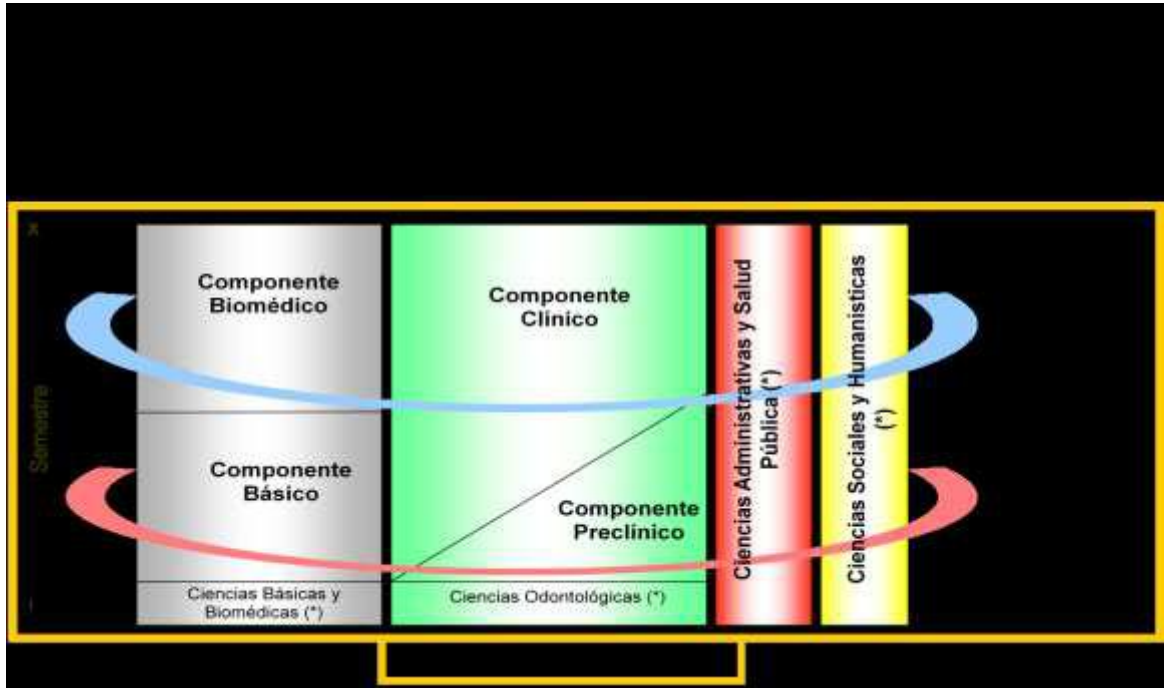 X
Componente
Biomédico
Componente
Clínico
Semestre
Componente
Básico
Componente
Preclínico
Ciencias Administrativas y Salud
Pública (*)
Ciencias Sociales y Humanisticas
(*)
I
Ciencias Básicas y
Biomédicas (*)
Ciencias Odontológicas (*)